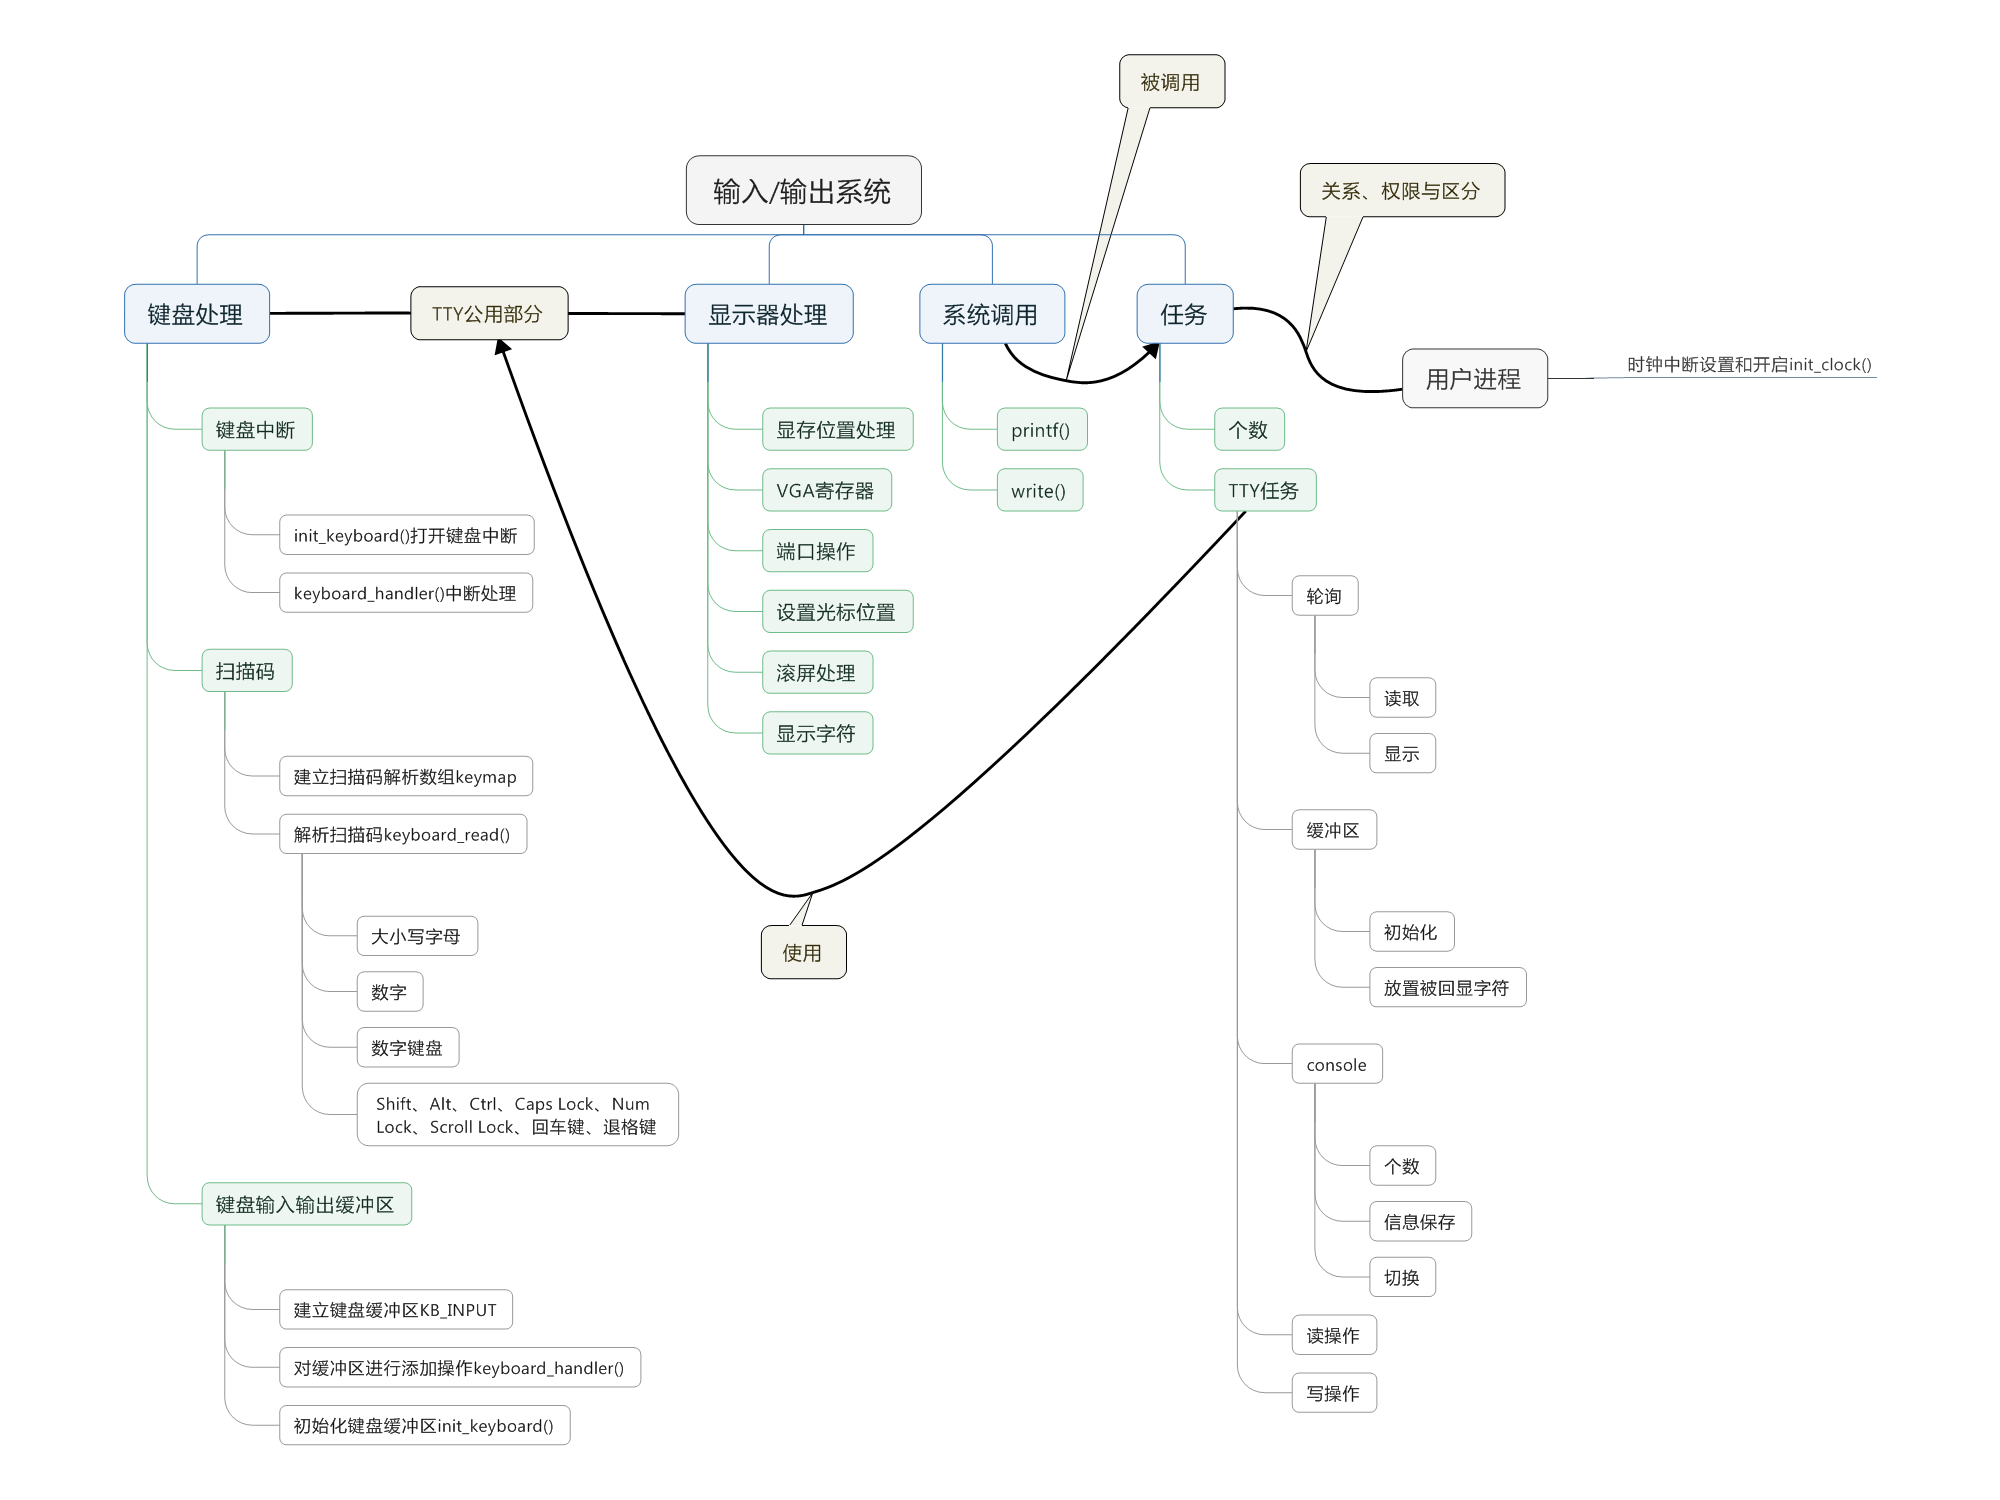 被调用
输入/输出系统
关系、权限与区分
键盘处理
TTY公用部分
显示器处理
系统调用
任务
用户进程
时钟中断设置和开启init_clock()
键盘中断
init_keyboard()打开键盘中断
keyboard_handler()中断处理
扫描码
建立扫描码解析数组keymap
解析扫描码keyboard_read()
大小写字母
数字
数字键盘
Shift、Alt、Ctrl、Caps Lock、Num
Lock、Scroll Lock、回车键、退格键
键盘输入输出缓冲区
建立键盘缓冲区KB_INPUT
对缓冲区进行添加操作keyboard_handler()
初始化键盘缓冲区init_keyboard()
显存位置处理
VGA寄存器
端口操作
设置光标位置
滚屏处理
显示字符
使用
printf()
write()
个数
TTY任务
轮询
读取
显示
缓冲区
初始化
放置被回显字符
console
个数
信息保存
切换
读操作
写操作